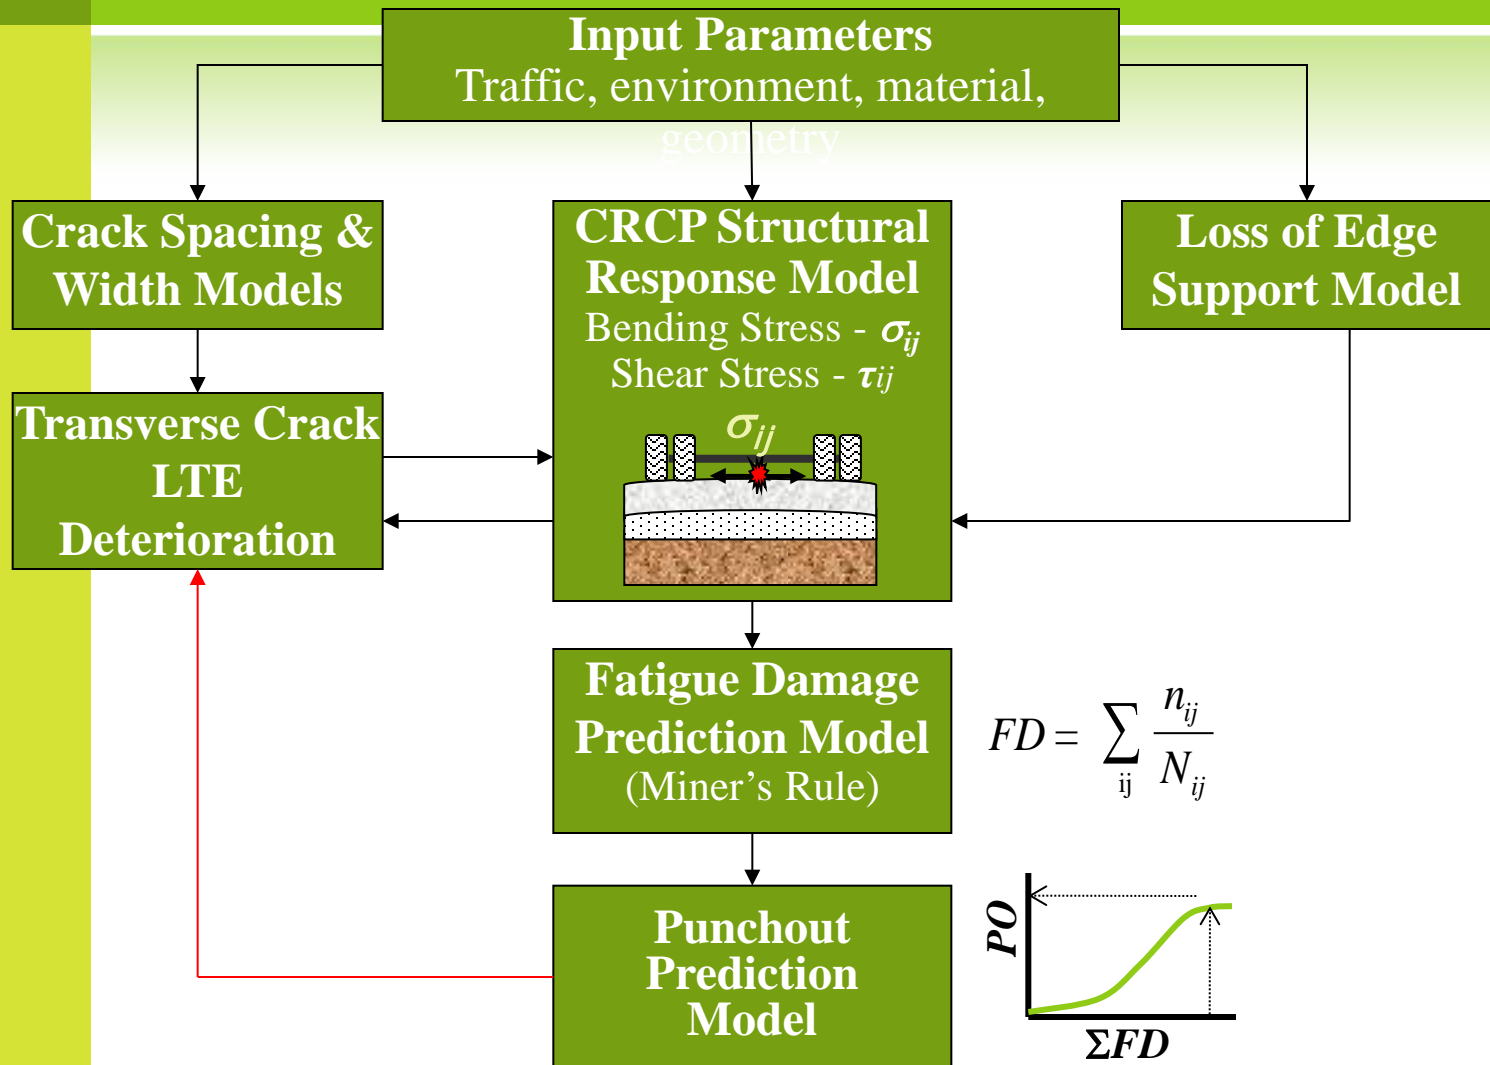 Input Parameters
Traffic, environment, material,
geometry
Crack Spacing &
Width Models
CRCP Structural
Response Model
Bending Stress - σij
Shear Stress - τij
σij
Loss of Edge
Support Model
Transverse Crack
LTE
Deterioration
Fatigue Damage
Prediction Model
(Miner’s Rule)
FD = ∑ij nij / Nij
Punchout
Prediction
Model
PO
ΣFD